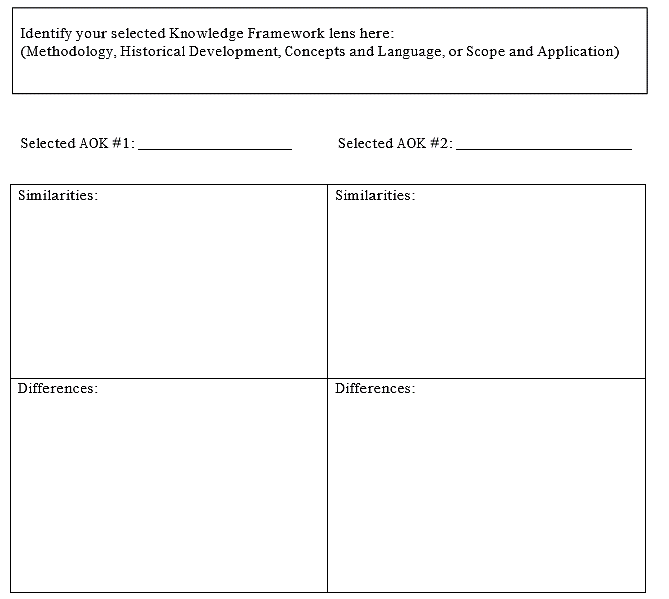 Identify your selected Knowledge Framework lens here:
(Methodology, Historical Development, Concepts and Language, or Scope and Application)
Selected AOK #1: ____________________ Selected AOK #2: _______________________
Similarities: Similarities:
Differences: Differences: